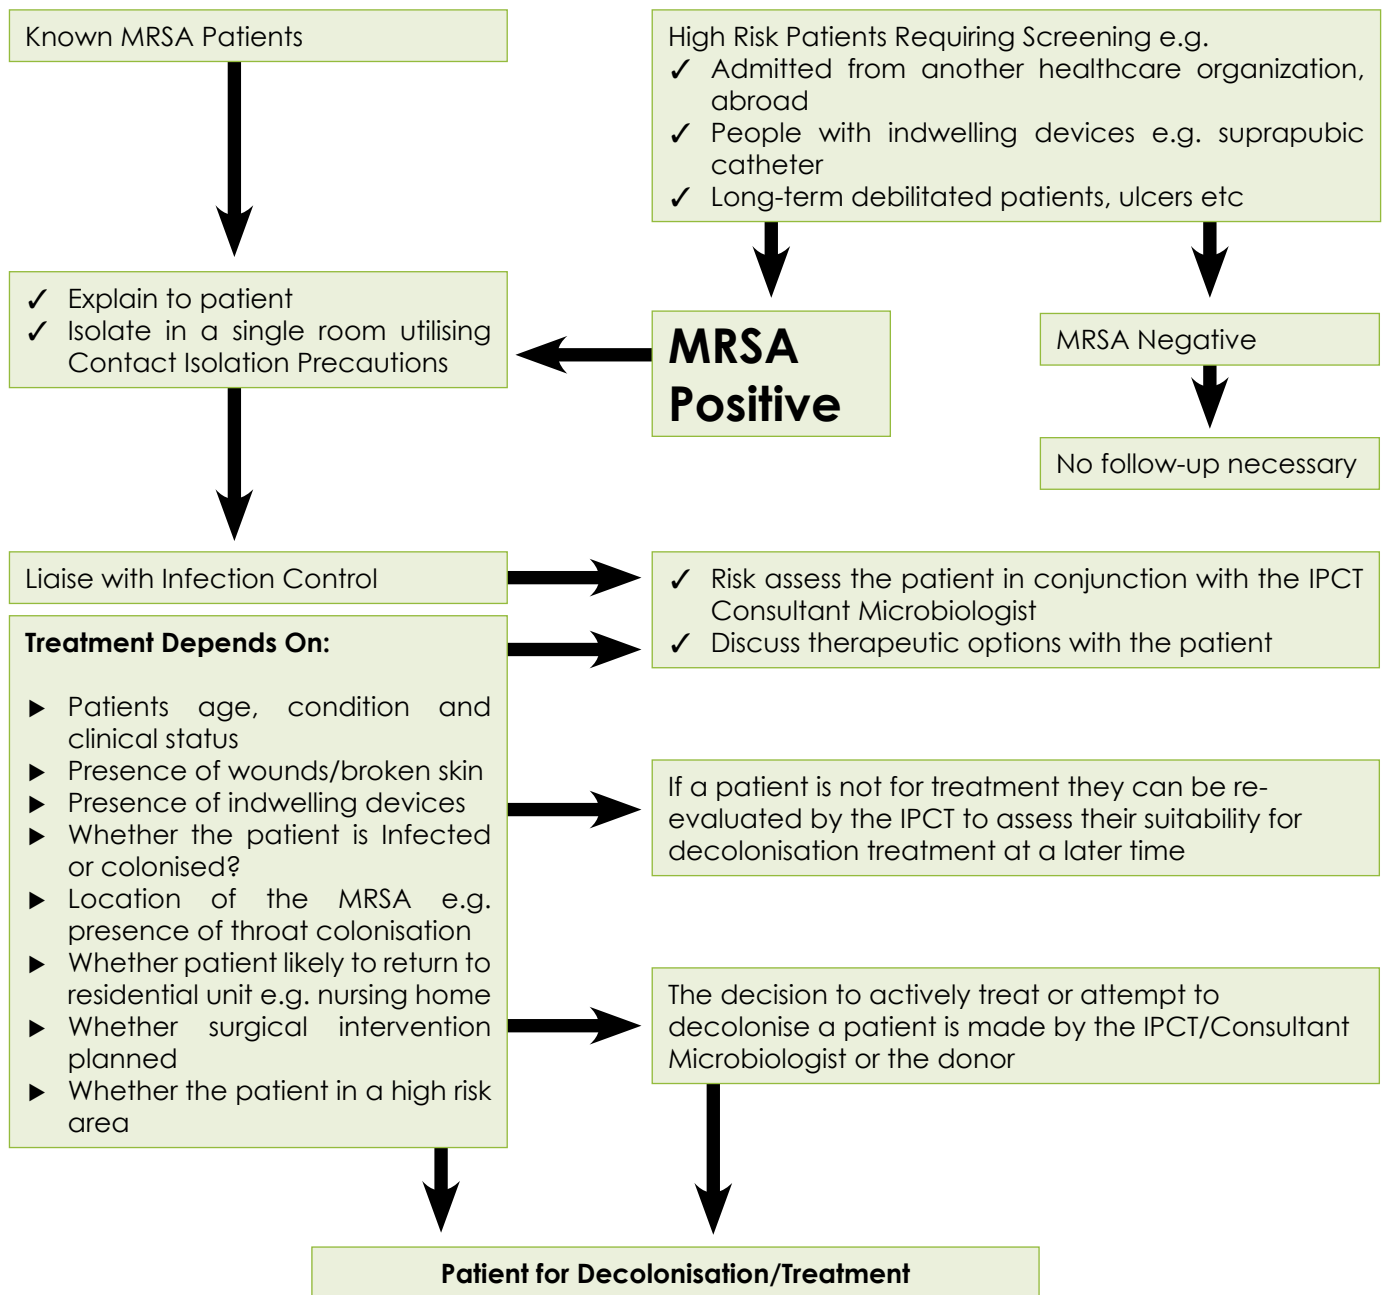 Known MRSA Patients
High Risk Patients Requiring Screening e.g.
✓ Admitted from another healthcare organization,
abroad
✓ People with indwelling devices e.g. suprapubic
catheter
✓ Long-term debilitated patients, ulcers etc
✓ Explain to patient
✓ Isolate in a single room utilising
Contact Isolation Precautions
MRSA
Positive
MRSA Negative
No follow-up necessary
Liaise with Infection Control
✓ Risk assess the patient in conjunction with the IPCT
Consultant Microbiologist
✓ Discuss therapeutic options with the patient
Treatment Depends On:
▶ Patients age, condition and
clinical status
▶ Presence of wounds/broken skin
▶ Presence of indwelling devices
▶ Whether the patient is Infected
or colonised?
▶ Location of the MRSA e.g.
presence of throat colonisation
▶ Whether patient likely to return to
residential unit e.g. nursing home
▶ Whether surgical intervention
planned
▶ Whether the patient in a high risk
area
If a patient is not for treatment they can be re-
evaluated by the IPCT to assess their suitability for
decolonisation treatment at a later time
The decision to actively treat or attempt to
decolonise a patient is made by the IPCT/Consultant
Microbiologist or the donor
Patient for Decolonisation/Treatment